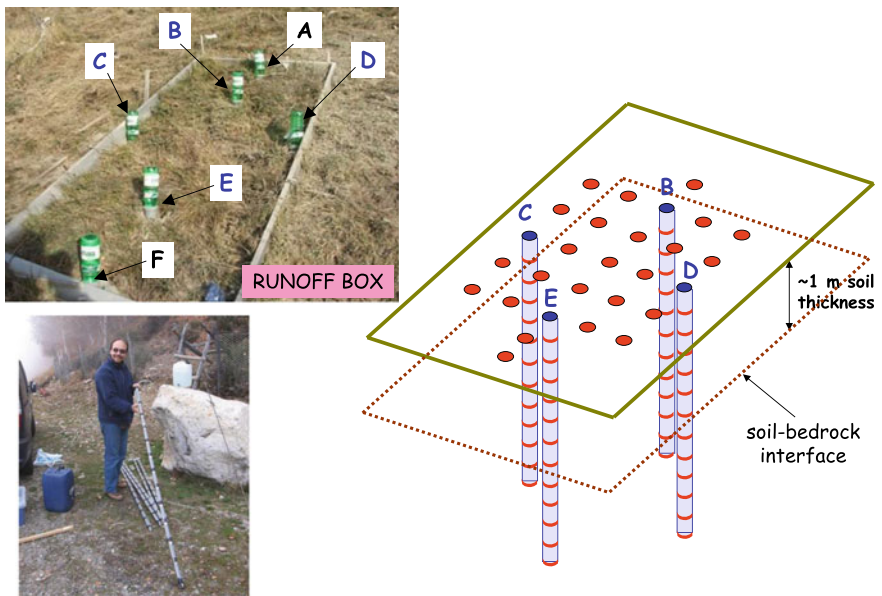 B
A
C
D
E
F
RUNOFF BOX
B
C
D
E
~1 m soil
thickness
soil-bedrock
interface